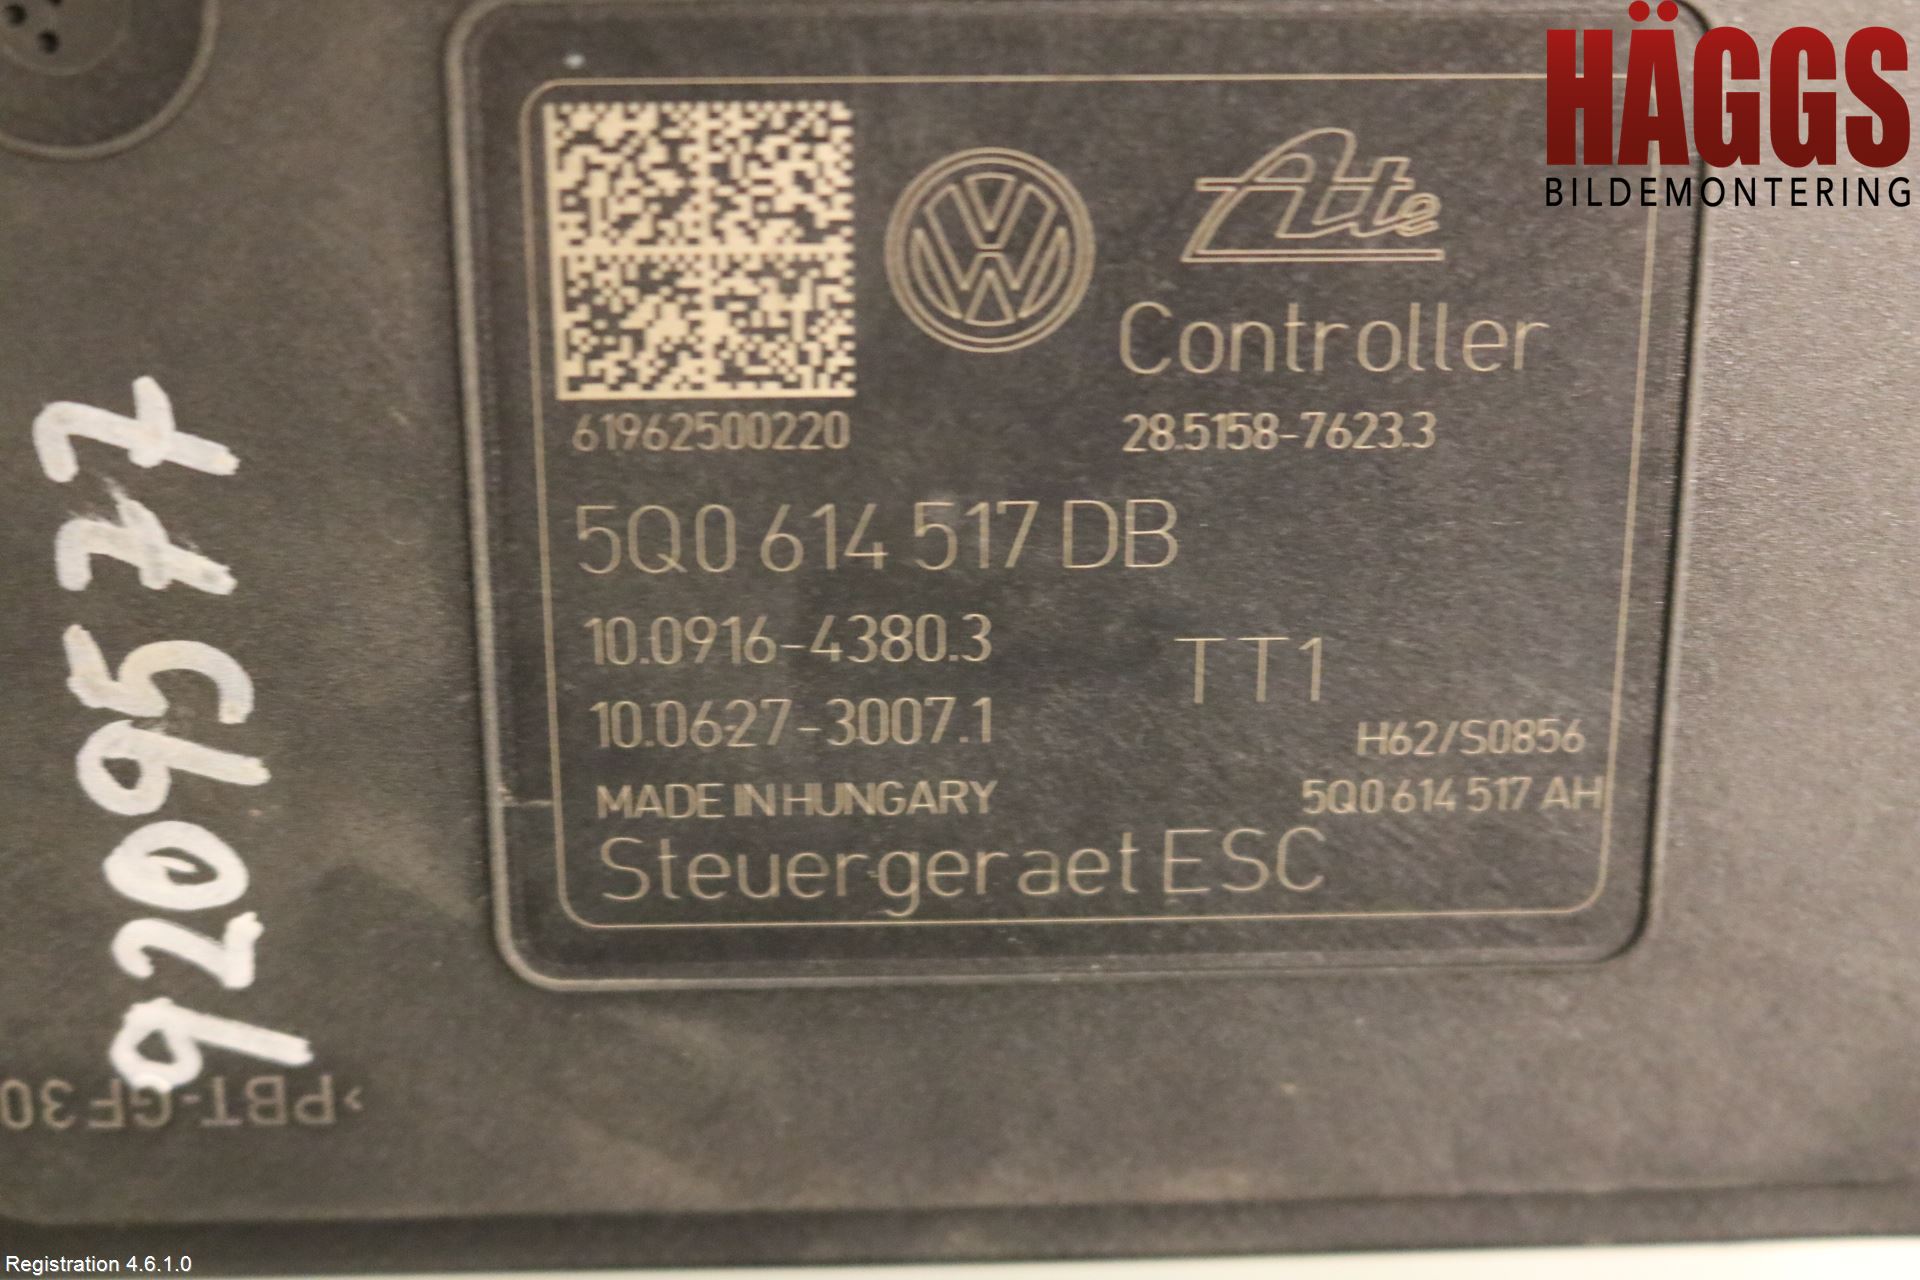 HÄGGS
BILDEMONTERING
Ate
Controller
61962500220
28.5158-7623.3
5Q0 614 517 DB
10.0916-4380.3
TT1
10.0627-3007.1
H62/S0856
MADE IN HUNGARY
5Q0 614 517 AH
Steuergeraet ESC
9209577
>PBT-GF30
Registration 4.6.1.0